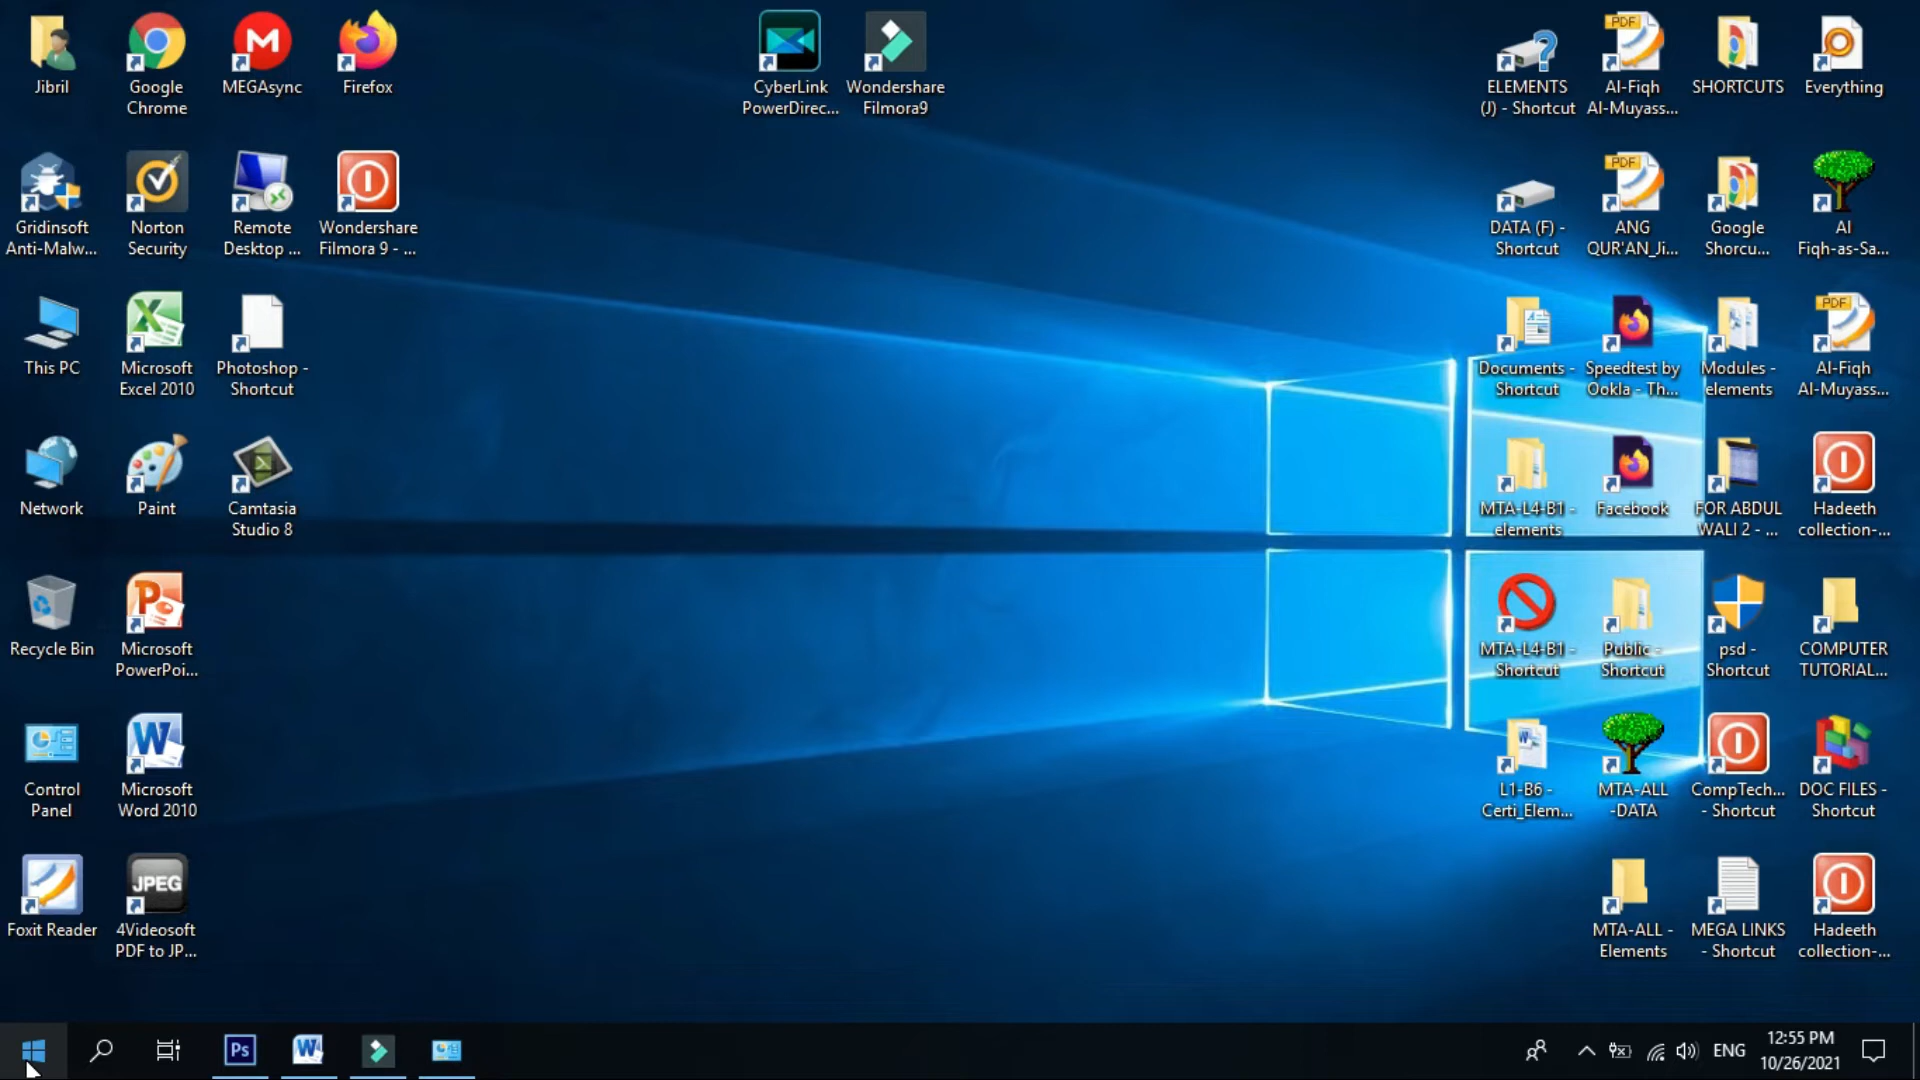 Jibril
Google
Chrome
MEGAsync
Firefox
CyberLink
PowerDirec...
Wondershare
Filmora9
ELEMENTS
(J) - Shortcut
PDF
Al-Fiqh
Al-Muyass...
SHORTCUTS
Everything
Gridinsoft
Anti-Malw...
Norton
Security
Remote
Desktop ...
Wondershare
Filmora 9 - ...
DATA (F) -
Shortcut
PDF
ANG
QUR'AN_Ji...
Google
Shorcu...
Al
Fiqh-as-Sa...
This PC
Microsoft
Excel 2010
Photoshop -
Shortcut
Documents -
Shortcut
Speedtest by
Ookla - Th...
Modules -
elements
PDF
Al-Fiqh
Al-Muyass...
Network
Paint
Camtasia
Studio 8
MTA-L4-B1 -
elements
Facebook
FOR ABDUL
WALI 2 - ...
Hadeeth
collection-...
Recycle Bin
Microsoft
PowerPoi...
MTA-L4-B1 -
Shortcut
Public -
Shortcut
psd -
Shortcut
COMPUTER
TUTORIAL...
Control
Panel
Microsoft
Word 2010
L1-B6 -
Certi_Elem...
MTA-ALL
-DATA
CompTech...
- Shortcut
DOC FILES -
Shortcut
Foxit Reader
JPEG
4Videosoft
PDF to JP...
MTA-ALL -
Elements
MEGA LINKS
- Shortcut
Hadeeth
collection-...
Ps
ENG
12:55 PM
10/26/2021